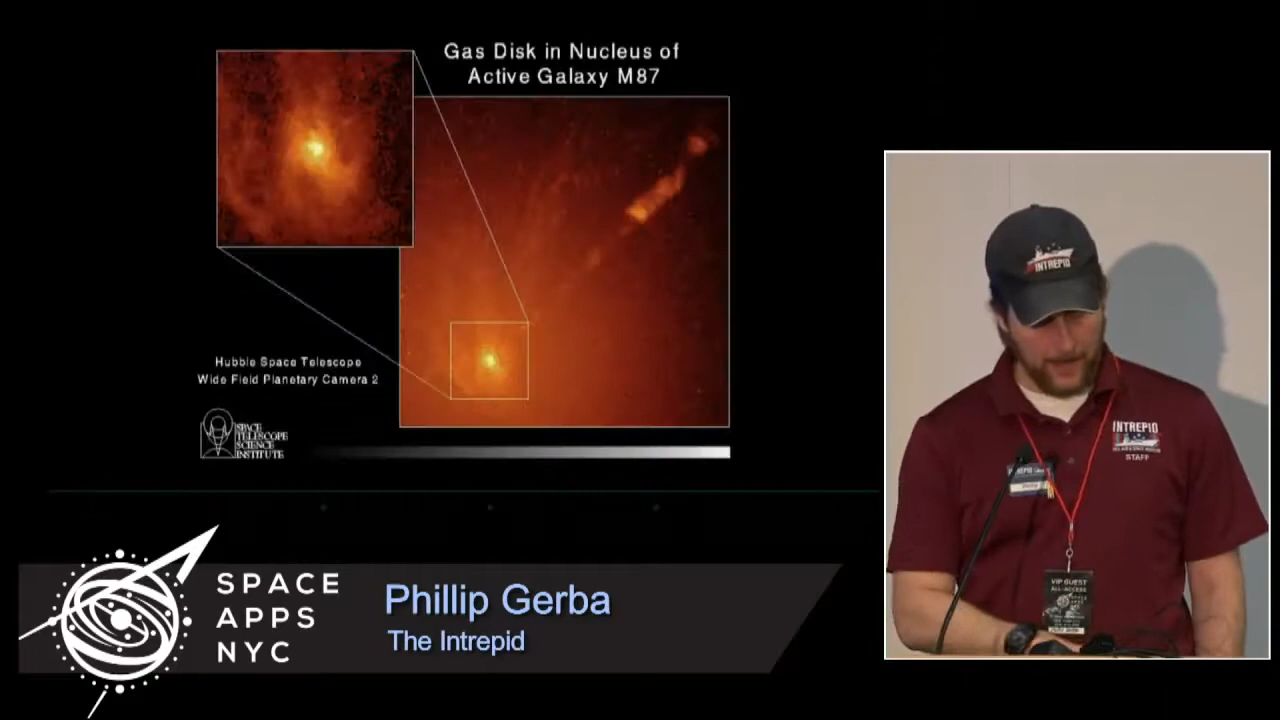 Gas Disk in Nucleus of
Active Galaxy M87
Hubble Space Telescope
Wide Field Planetary Camera 2
SPACE
TELESCOPE
SCIENCE
INSTITUTE
INTREPID
INTREPID
STAFF
VIP GUEST
ALL-ACCESS
SPACE
APPS
NYC
Phillip Gerba
The Intrepid